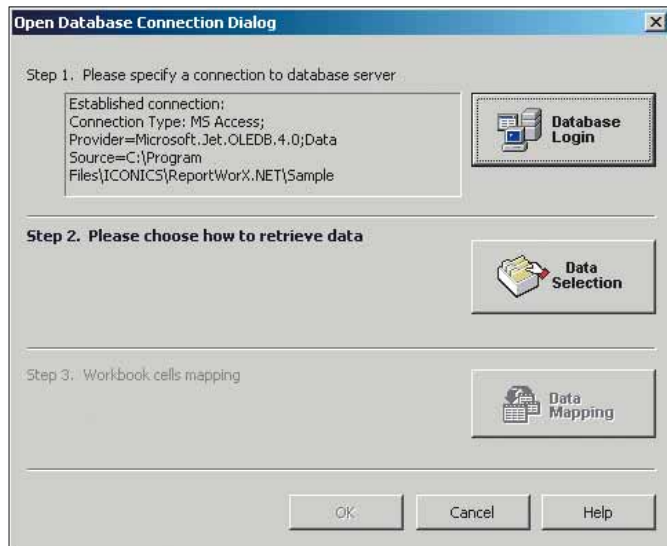 Open Database Connection Dialog
Step 1. Please specify a connection to database server
Established connection:
Connection Type: MS Access;
Provider=Microsoft.Jet.OLEDB.4.0;Data
Source=C:\Program
Files\ICONICS\ReportWorX.NET\Sample
Database
Login
Step 2. Please choose how to retrieve data
Data
Selection
Step 3. Workbook cells mapping
Data
Mapping
OK
Cancel
Help